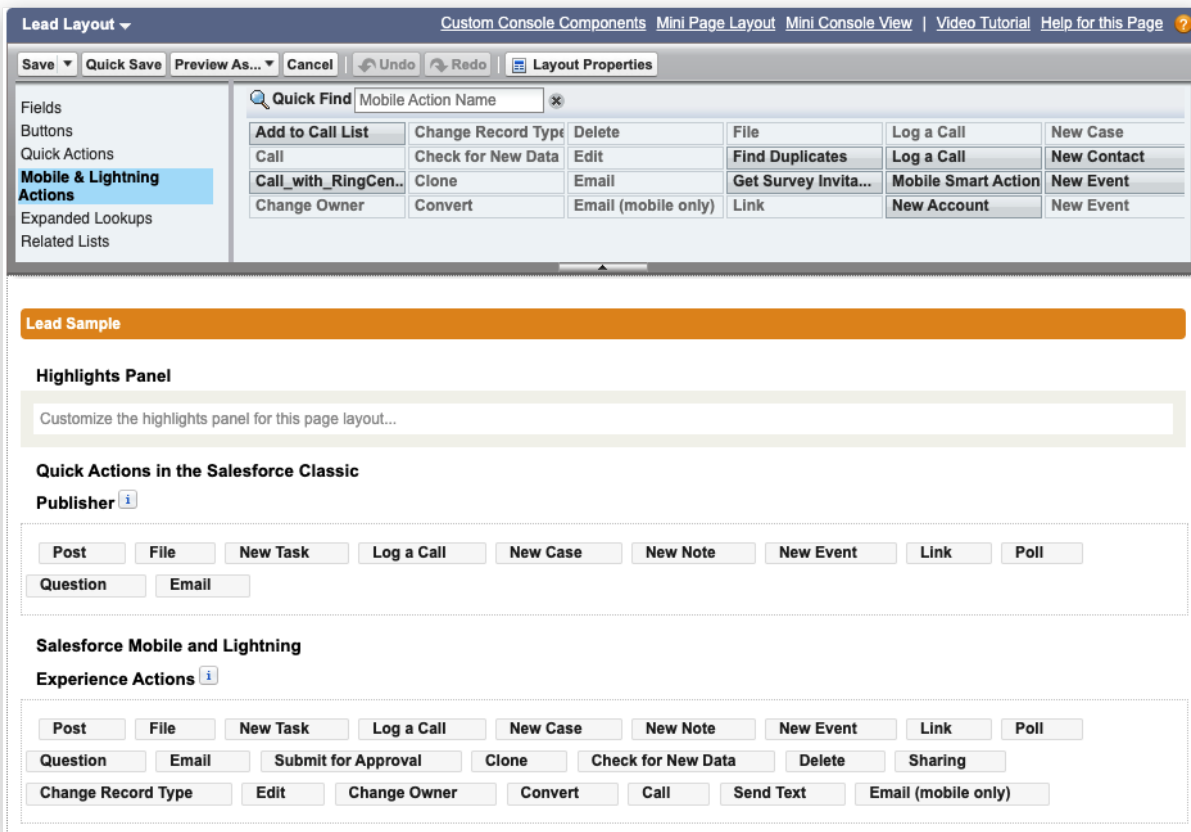 Lead Layout Custom Console Components Mini Page Layout Mini Console View | Video Tutorial Help for this Page ?
Save Quick Save Preview As... Cancel Undo Redo Layout Properties
Fields
Buttons
Quick Actions
Mobile & Lightning
Actions
Expanded Lookups
Related Lists
Quick Find Mobile Action Name
Add to Call List Change Record Type Delete File Log a Call New Case
Call Check for New Data Edit Find Duplicates Log a Call New Contact
Call_with_RingCen... Clone Email Get Survey Invita... Mobile Smart Action New Event
Change Owner Convert Email (mobile only) Link New Account New Event
Lead Sample
Highlights Panel
Customize the highlights panel for this page layout...
Quick Actions in the Salesforce Classic
Publisher i
Post File New Task Log a Call New Case New Note New Event Link Poll
Question Email
Salesforce Mobile and Lightning
Experience Actions i
Post File New Task Log a Call New Case New Note New Event Link Poll
Question Email Submit for Approval Clone Check for New Data Delete Sharing
Change Record Type Edit Change Owner Convert Call Send Text Email (mobile only)